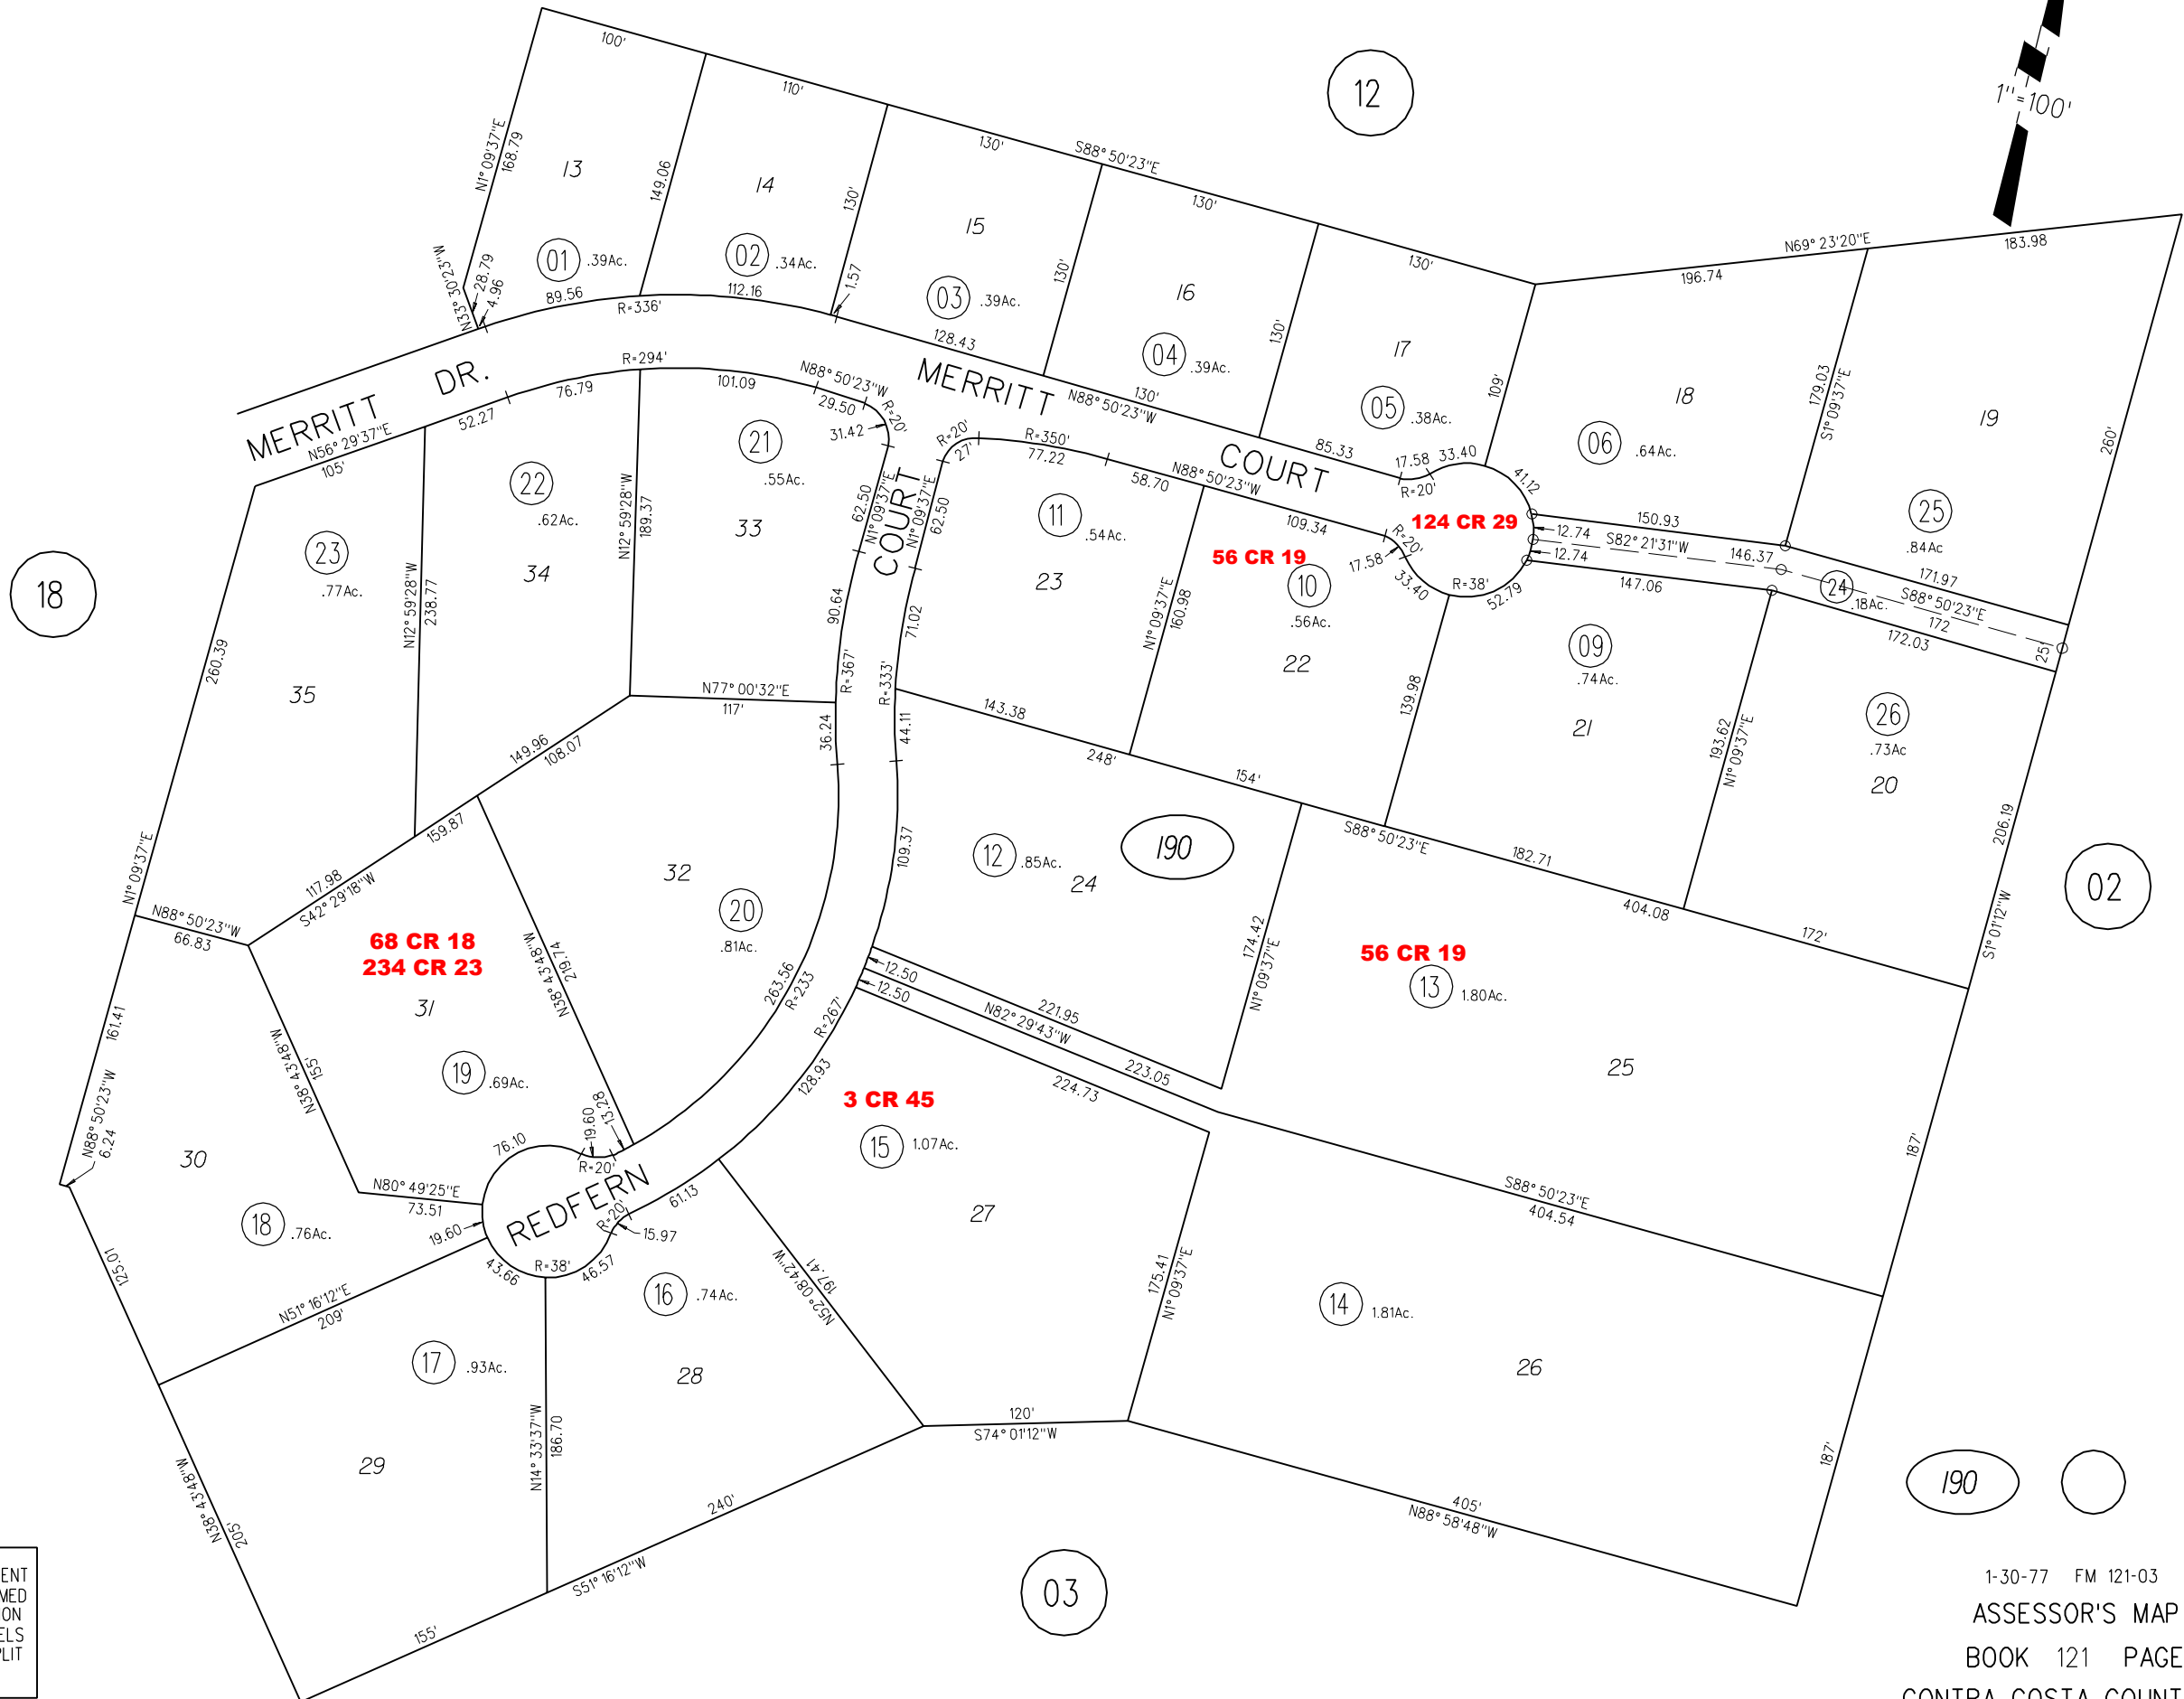 100'
110'
130'
S88° 50'23"E
130'
130'
12
1"=100'
N69° 23'20"E
196.74
183.98
N1° 09'37"E
168.79
149.06
130'
130'
130'
109'
179.03
S1° 09'37"E
260'
13
14
15
16
17
18
19
01 .39Ac.
02 .34Ac.
03 .39Ac.
04 .39Ac.
05 .38Ac.
06 .64Ac.
25
.84Ac
N33° 30'23"W
28.79
4.96
89.56
R=336'
112.16
1.57
128.43
130'
N88° 50'23"W
85.33
17.58
33.40
R=20'
41.12
MERRITT DR.
N56° 29'37"E
105'
52.27
76.79
R=294'
101.09
N88° 50'23"W
29.50
R=20'
31.42
MERRITT COURT
R=20'
27'
R=350'
77.22
58.70
N88° 50'23"W
109.34
R=20'
17.58
33.40
R=38'
52.79
124 CR 29
12.74
12.74
150.93
S82° 21'31"W
146.37
147.06
24
.18Ac.
171.97
S88° 50'23"E
172
172.03
25'
COURT
62.50
N1° 09'37"E
N1° 09'37"E
62.50
90.64
R=367'
71.02
R=333'
36.24
44.11
109.37
18
23
.77Ac.
35
260.39
N1° 09'37"E
N12° 59'28"W
238.77
22
.62Ac.
34
N12° 59'28"W
189.37
21
.55Ac.
33
N77° 00'32"E
117'
11
.54Ac.
23
56 CR 19
10
.56Ac.
22
N1° 09'37"E
160.98
139.98
09
.74Ac.
21
193.62
N1° 09'37"E
26
.73Ac
20
206.19
S1° 01'12"W
02
143.38
248'
154'
S88° 50'23"E
182.71
404.08
172'
149.96
108.07
159.87
117.98
S42° 29'18"W
N88° 50'23"W
66.83
68 CR 18
234 CR 23
31
19 .69Ac.
N38° 43'48"W
219.74
32
20
.81Ac.
263.56
R=233
R=267'
128.93
12 .85Ac.
24
190
174.42
N1° 09'37"E
12.50
12.50
221.95
N82° 29'43"W
223.05
224.73
56 CR 19
13 1.80Ac.
25
187'
S88° 50'23"E
404.54
3 CR 45
15 1.07Ac.
27
175.41
N1° 09'37"E
161.41
N88° 50'23"W
6.24
N38° 43'48"W
155'
30
18 .76Ac.
N80° 49'25"E
73.51
19.60
76.10
19.60
13.28
R=20'
REDFERN
R=20'
61.13
15.97
43.66
R=38'
46.57
125.01
N51° 16'12"E
209'
17 .93Ac.
29
16 .74Ac.
28
N52° 08'42"W
197.41
N14° 33'37"W
186.70
N38° 43'48"W
205'
155'
S51° 16'12"W
240'
120'
S74° 01'12"W
14 1.81Ac.
26
187'
405'
N88° 58'48"W
03
190
1-30-77 FM 121-03
ASSESSOR'S MAP
BOOK 121 PAGE
CONTRA COSTA COUNT
ENT
MED
ON
ELS
PLIT